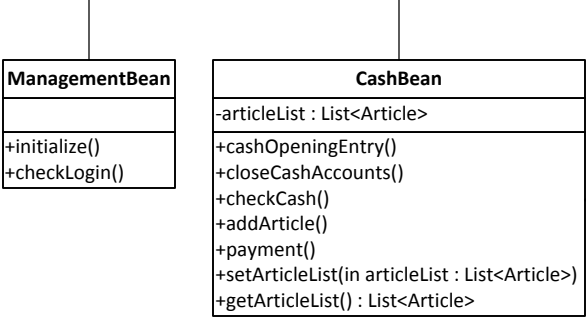 ManagementBean
+initialize()
+checkLogin()
CashBean
-articleList : List<Article>
+cashOpeningEntry()
+closeCashAccounts()
+checkCash()
+addArticle()
+payment()
+setArticleList(in articleList : List<Article>)
+getArticleList() : List<Article>